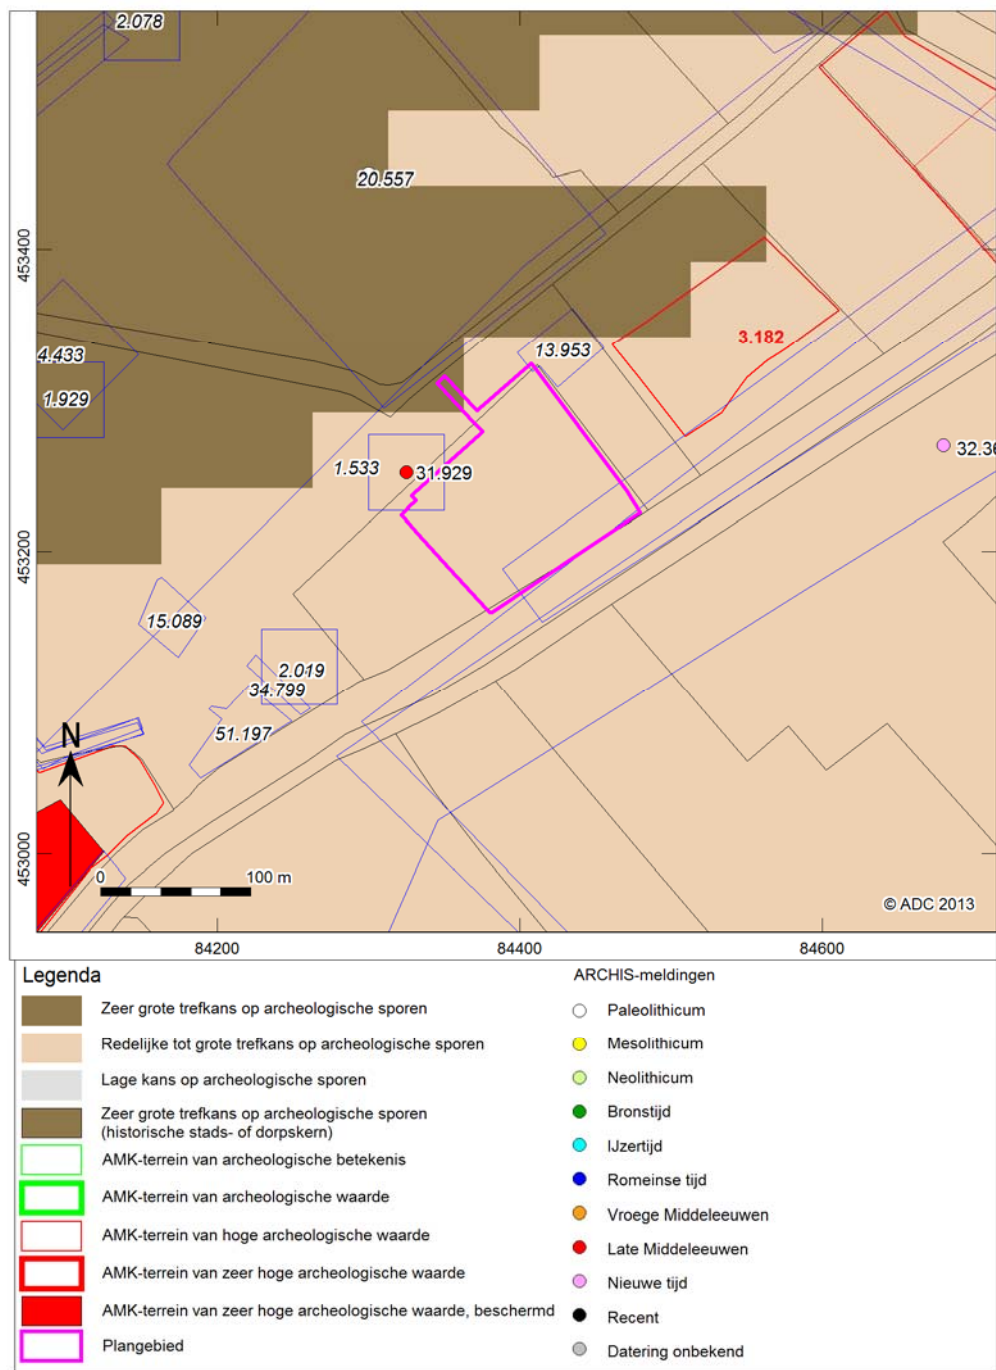 2.078
20.557
453400
3.182
13.953
4.433
1.929
1.533
31.929
32.36
453200
15.089
2.019
34.799
51.197
N
453000
0 100 m
© ADC 2013
84200 84400 84600
Legenda
Zeer grote trefkans op archeologische sporen
Redelijke tot grote trefkans op archeologische sporen
Lage kans op archeologische sporen
Zeer grote trefkans op archeologische sporen
(historische stads- of dorpskern)
AMK-terrein van archeologische betekenis
AMK-terrein van archeologische waarde
AMK-terrein van hoge archeologische waarde
AMK-terrein van zeer hoge archeologische waarde
AMK-terrein van zeer hoge archeologische waarde, beschermd
Plangebied
ARCHIS-meldingen
Paleolithicum
Mesolithicum
Neolithicum
Bronstijd
IJzertijd
Romeinse tijd
Vroege Middeleeuwen
Late Middeleeuwen
Nieuwe tijd
Recent
Datering onbekend